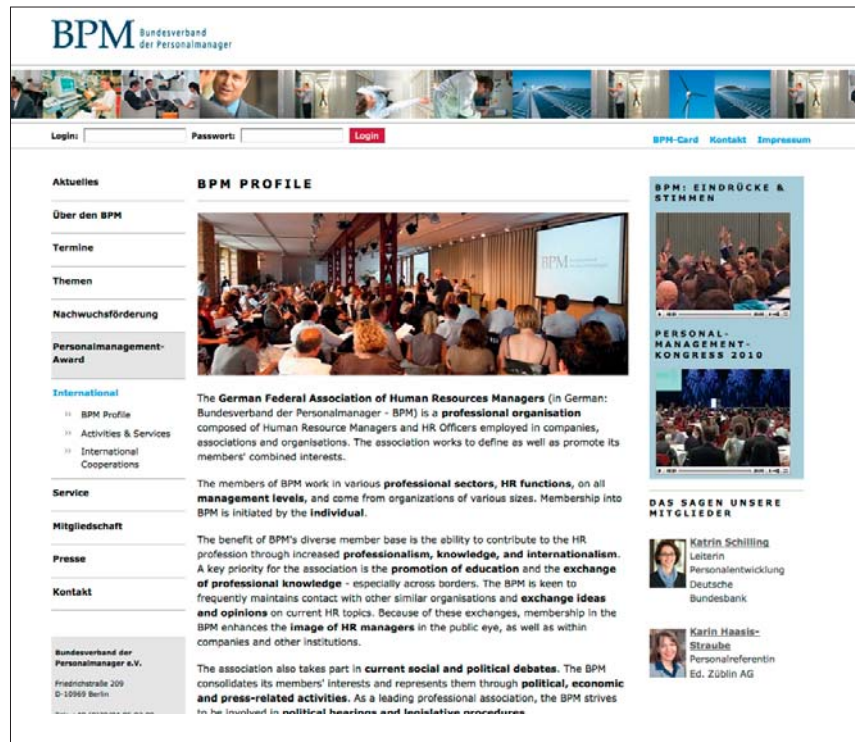 BPM Bundesverband
der Personalmanager
Login:
Passwort:
Login
BPM-Card Kontakt Impressum
Aktuelles
Über den BPM
Termine
Themen
Nachwuchsförderung
Personalmanagement-
Award
International
BPM Profile
Activities & Services
International
Cooperations
Service
Mitgliedschaft
Presse
Kontakt
Bundesverband der
Personalmanager e.V.
Friedrichstraße 209
D-10969 Berlin
BPM PROFILE
BPM Bundesverband
der Personalmanager
The German Federal Association of Human Resources Managers (in German:
Bundesverband der Personalmanager - BPM) is a professional organisation
composed of Human Resource Managers and HR Officers employed in companies,
associations and organisations. The association works to define as well as promote its
members' combined interests.
The members of BPM work in various professional sectors, HR functions, on all
management levels, and come from organizations of various sizes. Membership into
BPM is initiated by the individual.
The benefit of BPM's diverse member base is the ability to contribute to the HR
profession through increased professionalism, knowledge, and internationalism.
A key priority for the association is the promotion of education and the exchange
of professional knowledge - especially across borders. The BPM is keen to
frequently maintains contact with other similar organisations and exchange ideas
and opinions on current HR topics. Because of these exchanges, membership in the
BPM enhances the image of HR managers in the public eye, as well as within
companies and other institutions.
The association also takes part in current social and political debates. The BPM
consolidates its members' interests and represents them through political, economic
and press-related activities. As a leading professional association, the BPM strives
to be involved in political hearings and legislative procedures.
BPM: EINDRÜCKE &
STIMMEN
PERSONAL-
MANAGEMENT-
KONGRESS 2010
DAS SAGEN UNSERE
MITGLIEDER
Katrin Schilling
Leiterin
Personalentwicklung
Deutsche
Bundesbank
Karin Haasis-
Straube
Personalreferentin
Ed. Züblin AG